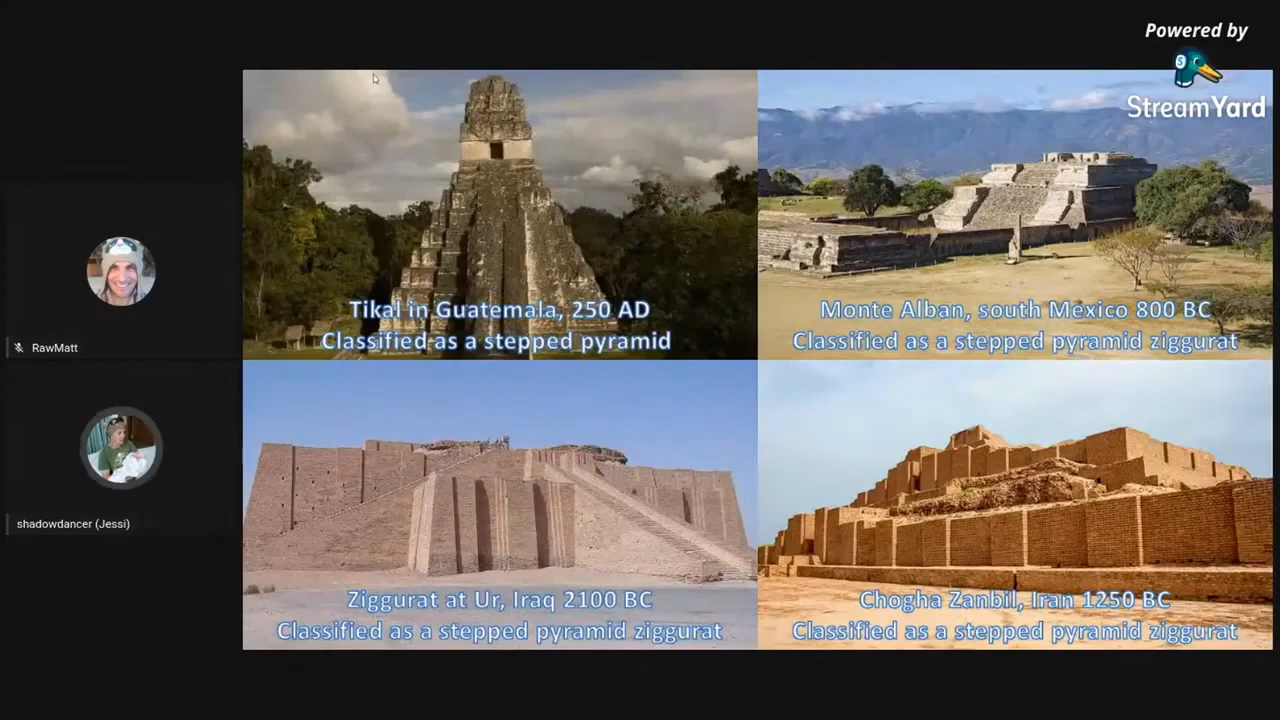 Powered by
StreamYard
Tikal in Guatemala, 250 AD
Classified as a stepped pyramid
Monte Alban, south Mexico 800 BC
Classified as a stepped pyramid ziggurat
RawMatt
shadowdancer (Jessi)
Ziggurat at Ur, Iraq 2100 BC
Classified as a stepped pyramid ziggurat
Chogha Zanbil, Iran 1250 BC
Classified as a stepped pyramid ziggurat